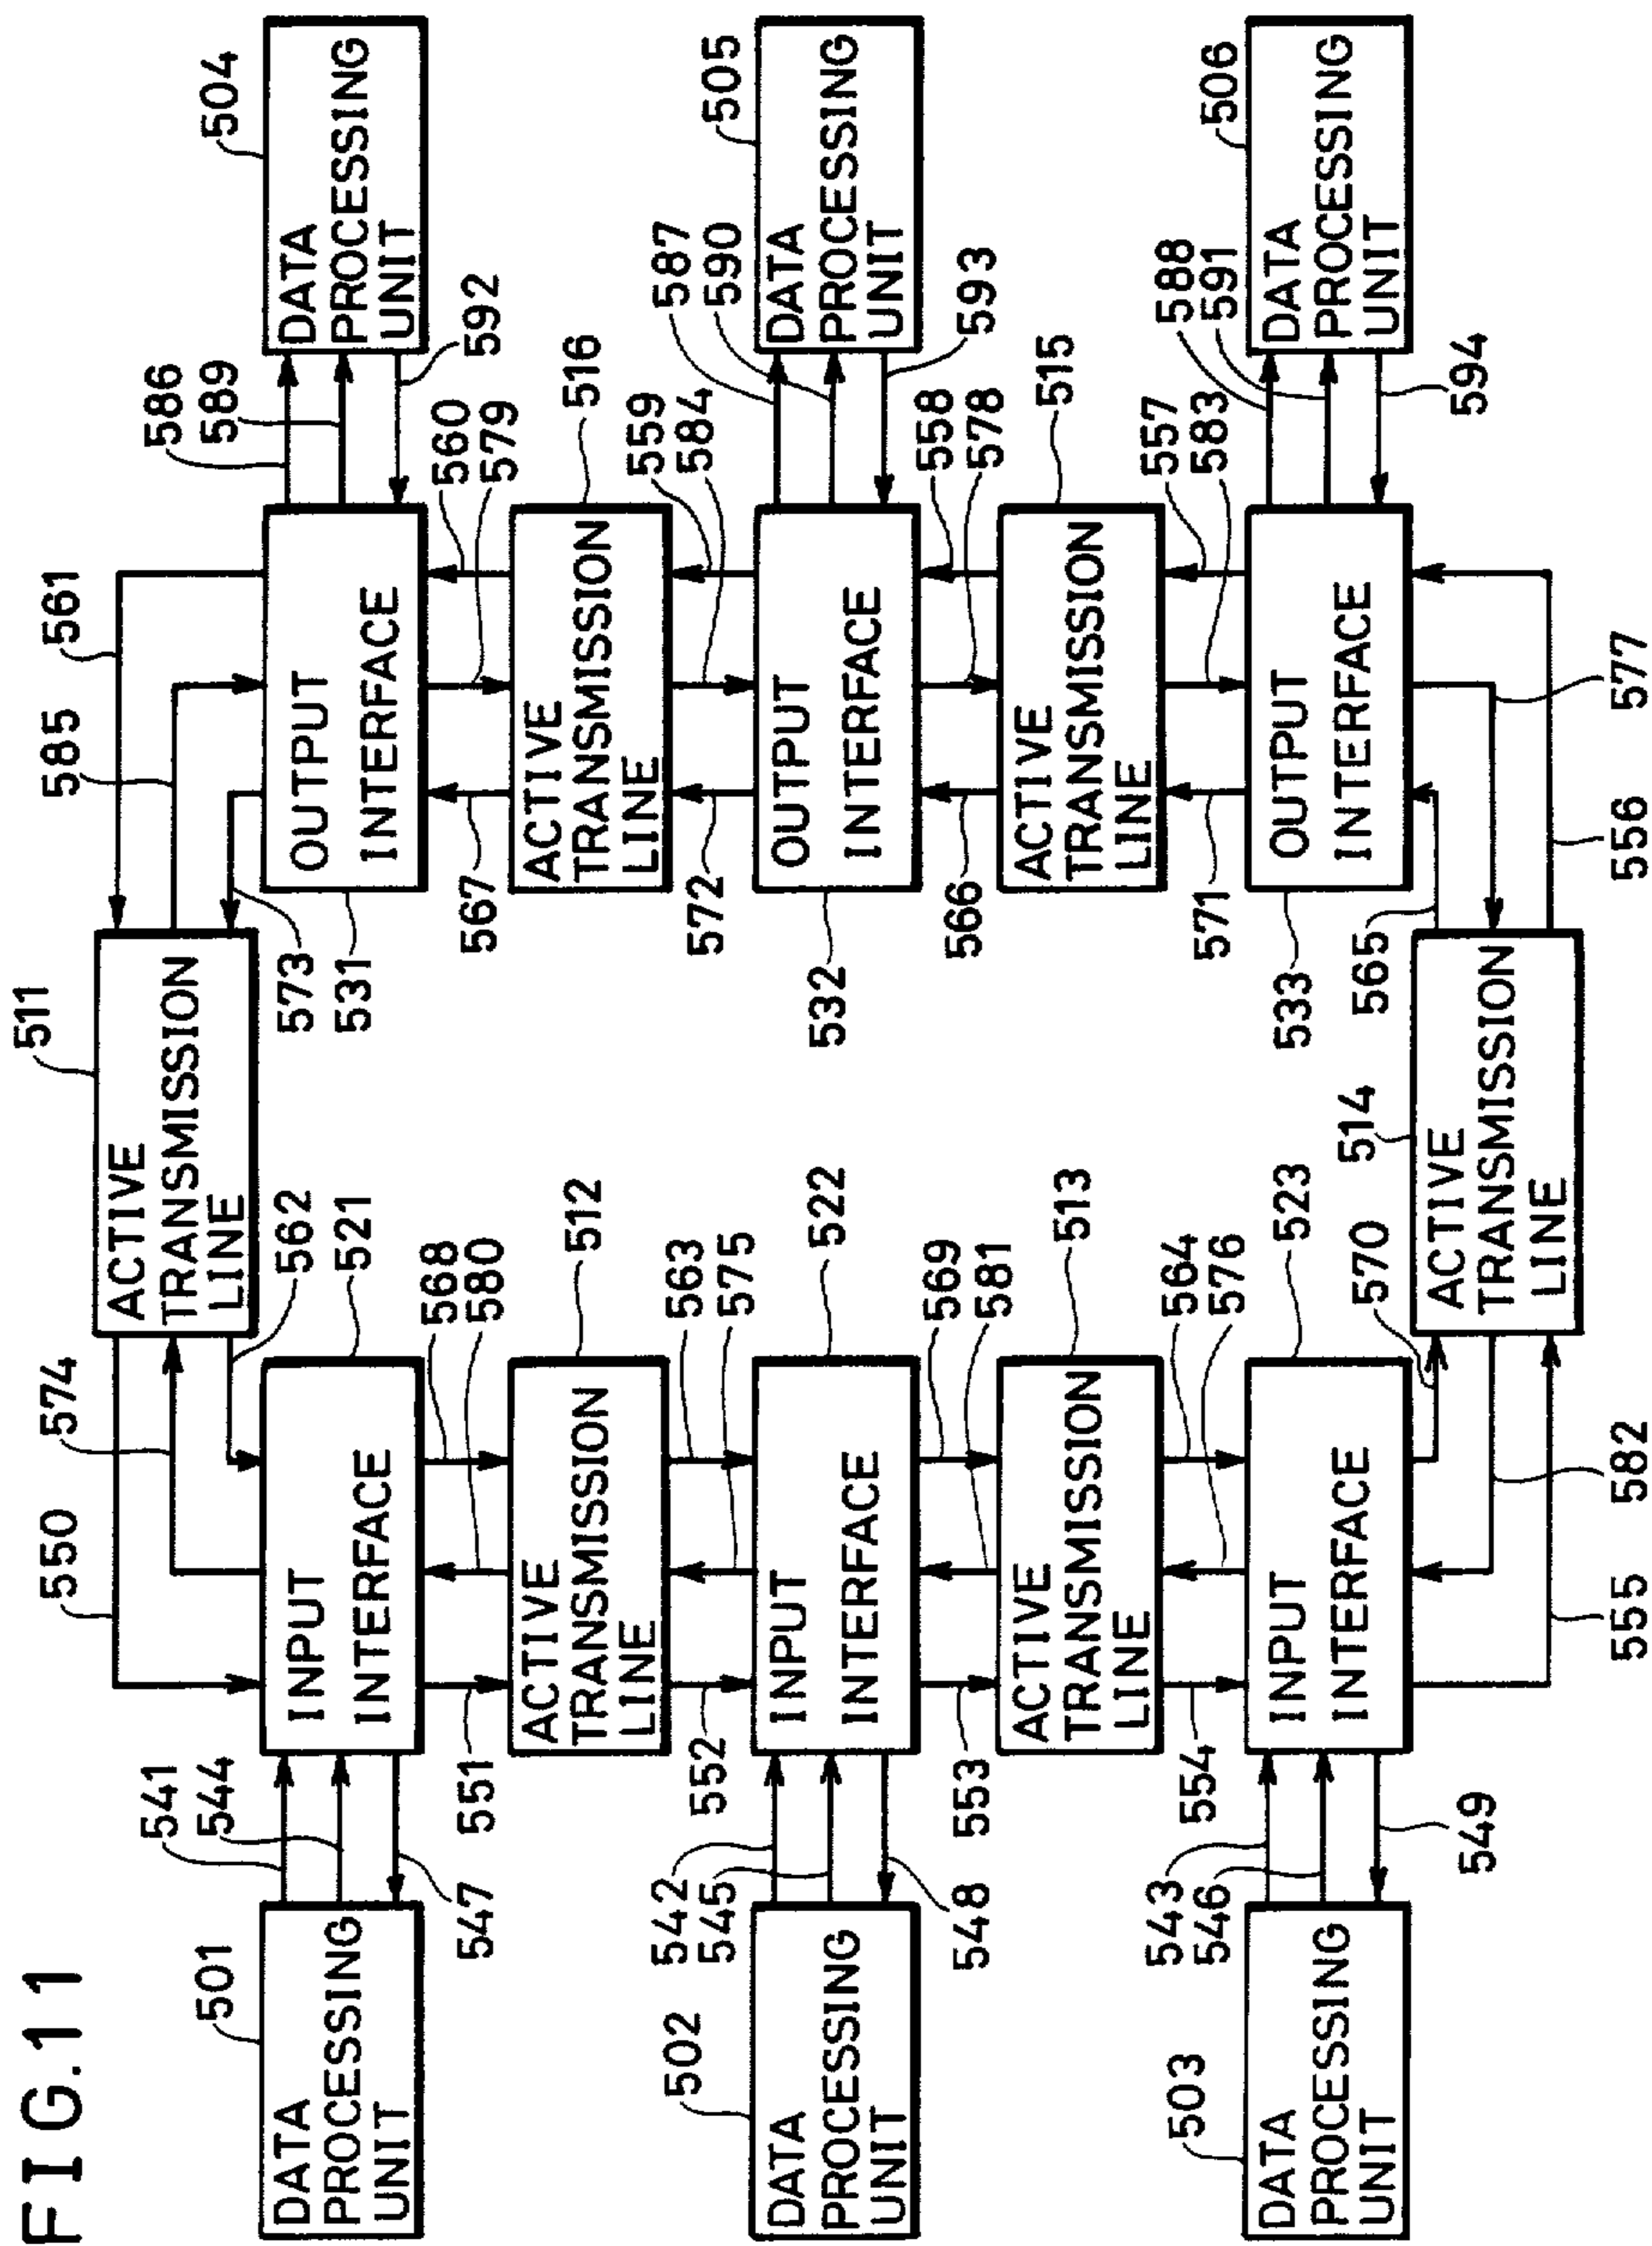 FIG.11
501
DATA
PROCESSING
UNIT
541
544
547
550
574
562
ACTIVE
TRANSMISSION
LINE
511
INPUT
INTERFACE
521
551
568
580
ACTIVE
TRANSMISSION
LINE
512
552
563
575
502
DATA
PROCESSING
UNIT
542
545
548
INPUT
INTERFACE
522
553
569
581
ACTIVE
TRANSMISSION
LINE
513
554
564
576
503
DATA
PROCESSING
UNIT
543
546
549
INPUT
INTERFACE
523
570
582
555
ACTIVE
TRANSMISSION
LINE
514
565
577
556
OUTPUT
INTERFACE
533
588
591
594
DATA
PROCESSING
UNIT
506
571
557
583
ACTIVE
TRANSMISSION
LINE
515
566
558
578
OUTPUT
INTERFACE
532
587
590
593
DATA
PROCESSING
UNIT
505
572
559
584
ACTIVE
TRANSMISSION
LINE
516
567
560
579
OUTPUT
INTERFACE
531
573
585
561
586
589
592
DATA
PROCESSING
UNIT
504